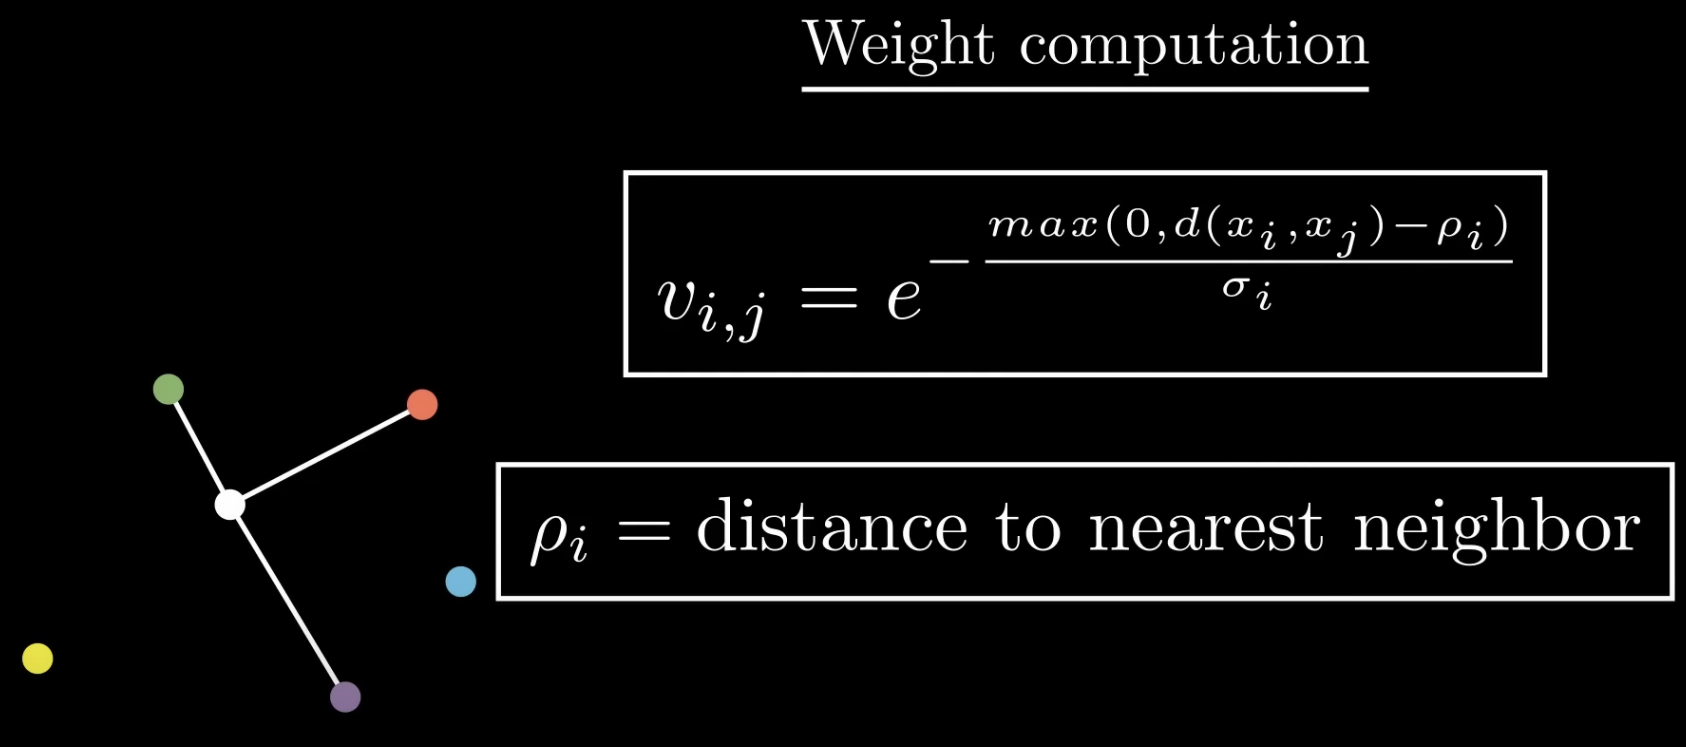 Weight computation
v_{i,j} = e^{-\frac{max(0,d(x_i,x_j)-ρ_i)}{σ_i}}
ρ_i = distance to nearest neighbor